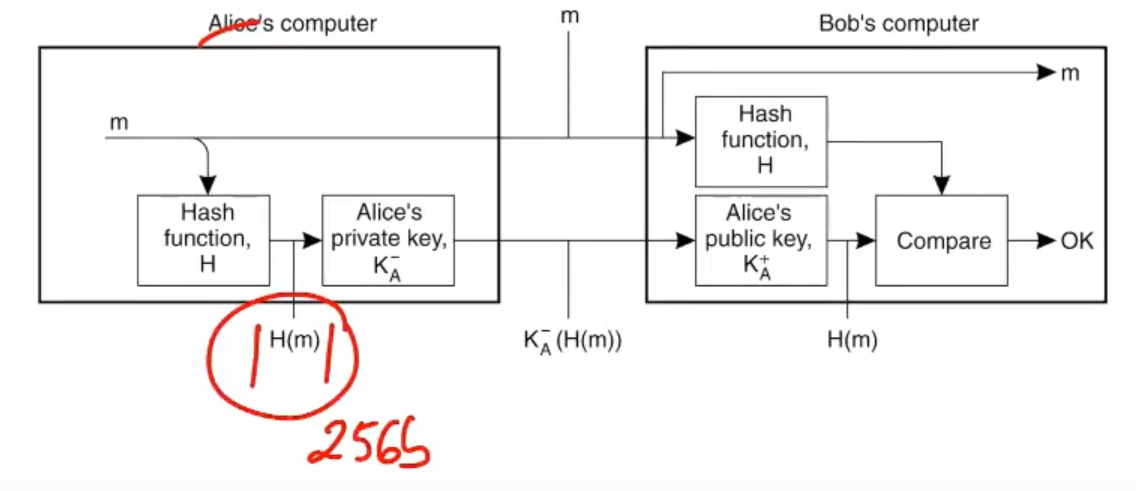 Alice's computer
m
Bob's computer
m
m
Hash
function,
H
Hash
function,
H
Alice's
private key,
K_A^-
Alice's
public key,
K_A^+
Compare
OK
|H(m)|
K_A^- (H(m))
H(m)
256b